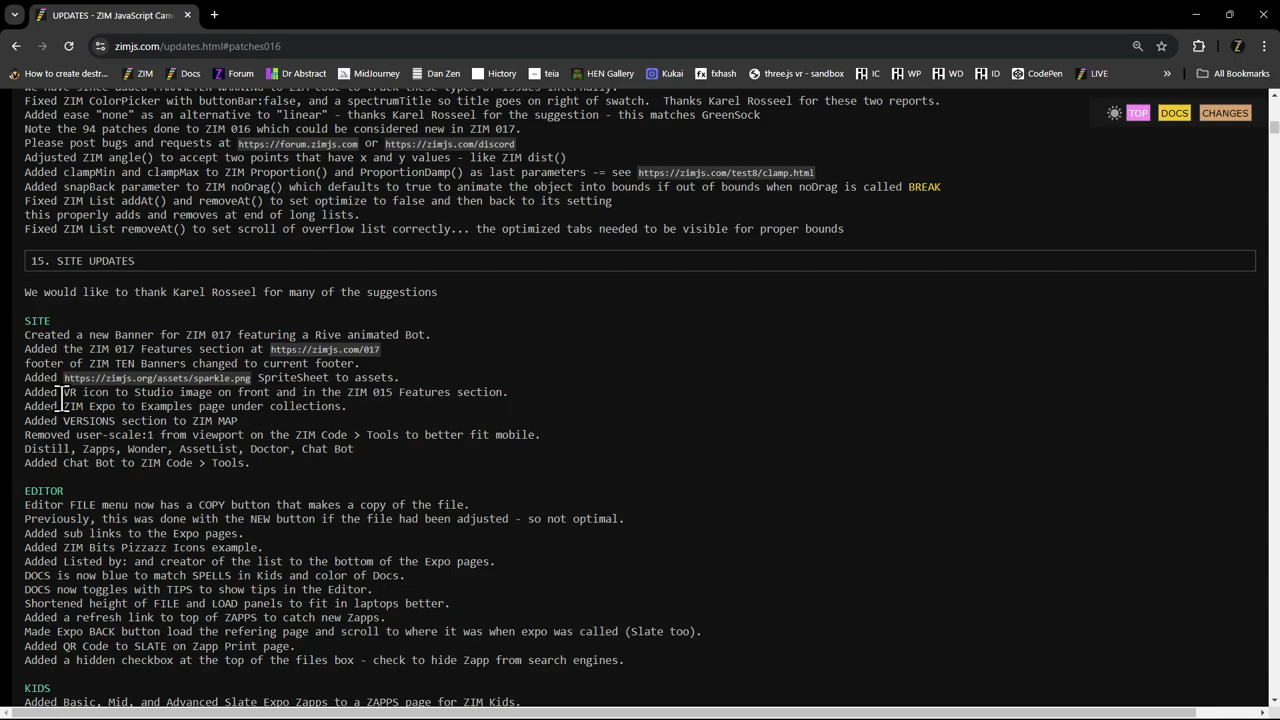 UPDATES - ZIM JavaScript Can
zimjs.com/updates.html#patches016
How to create destr...
ZIM
Docs
Forum
Dr Abstract
MidJourney
Dan Zen
Hictory
teia
HEN Gallery
Kukai
fxhash
three.js vr - sandbox
IC
WP
WD
ID
CodePen
LIVE
All Bookmarks
Fixed ZIM ColorPicker with buttonBar:false, and a spectrumTitle so title goes on right of swatch.  Thanks Karel Rosseel for these two reports.
Added ease "none" as an alternative to "linear" - thanks Karel Rosseel for the suggestion - this matches GreenSock
TOP
DOCS
CHANGES
Note the 94 patches done to ZIM 016 which could be considered new in ZIM 017.
Please post bugs and requests at https://forum.zimjs.com or https://zimjs.com/discord
Adjusted ZIM angle() to accept two points that have x and y values - like ZIM dist()
Added clampMin and clampMax to ZIM Proportion() and ProportionDamp() as last parameters -= see https://zimjs.com/test8/clamp.html
Added snapBack parameter to ZIM noDrag() which defaults to true to animate the object into bounds if out of bounds when noDrag is called BREAK
Fixed ZIM List addAt() and removeAt() to set optimize to false and then back to its setting
this properly adds and removes at end of long lists.
Fixed ZIM List removeAt() to set scroll of overflow list correctly... the optimized tabs needed to be visible for proper bounds
15. SITE UPDATES
We would like to thank Karel Rosseel for many of the suggestions
SITE
Created a new Banner for ZIM 017 featuring a Rive animated Bot.
Added the ZIM 017 Features section at https://zimjs.com/017
footer of ZIM TEN Banners changed to current footer.
Added https://zimjs.org/assets/sparkle.png SpriteSheet to assets.
Added VR icon to Studio image on front and in the ZIM 015 Features section.
Added ZIM Expo to Examples page under collections.
Added VERSIONS section to ZIM MAP
Removed user-scale:1 from viewport on the ZIM Code > Tools to better fit mobile.
Distill, Zapps, Wonder, AssetList, Doctor, Chat Bot
Added Chat Bot to ZIM Code > Tools.
EDITOR
Editor FILE menu now has a COPY button that makes a copy of the file.
Previously, this was done with the NEW button if the file had been adjusted - so not optimal.
Added sub links to the Expo pages.
Added ZIM Bits Pizzazz Icons example.
Added Listed by: and creator of the list to the bottom of the Expo pages.
DOCS is now blue to match SPELLS in Kids and color of Docs.
DOCS now toggles with TIPS to show tips in the Editor.
Shortened height of FILE and LOAD panels to fit in laptops better.
Added a refresh link to top of ZAPPS to catch new Zapps.
Made Expo BACK button load the refering page and scroll to where it was when expo was called (Slate too).
Added QR Code to SLATE on Zapp Print page.
Added a hidden checkbox at the top of the files box - check to hide Zapp from search engines.
KIDS
Added Basic, Mid, and Advanced Slate Expo Zapps to a ZAPPS page for ZIM Kids.